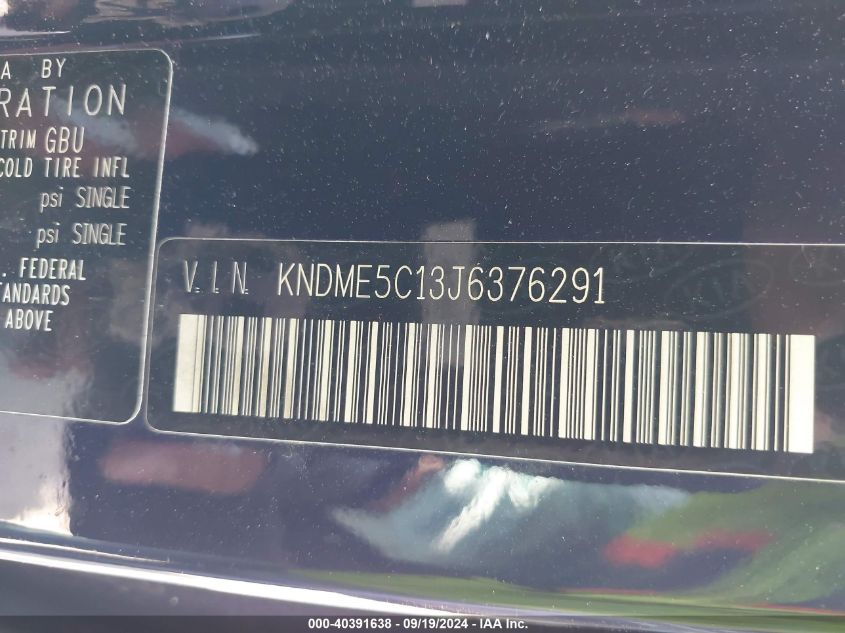 A BY
RATION
TRIM GBU
COLD TIRE INFL
psi SINGLE
psi SINGLE
. FEDERAL
TANDARDS
ABOVE
V.I.N. KNDME5C13J6376291
000-40391638 - 09/19/2024 - IAA Inc.